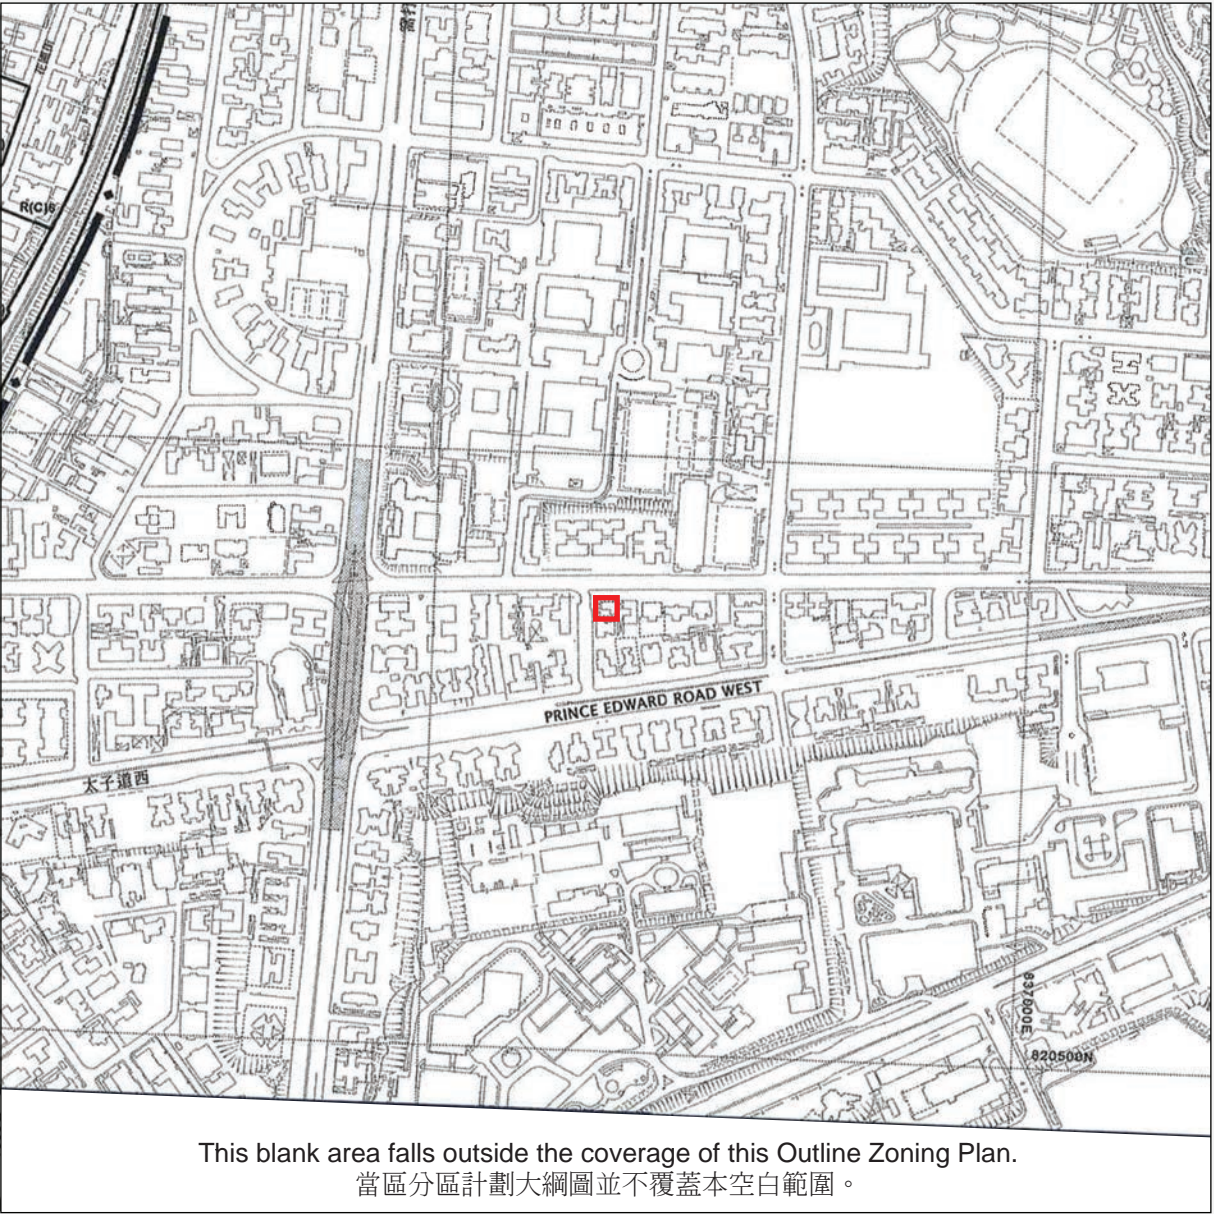 R(C)6
PRINCE EDWARD ROAD WEST
太子道西
837000E
820500N
This blank area falls outside the coverage of this Outline Zoning Plan.
當區分區計劃大綱圖並不覆蓋本空白範圍。